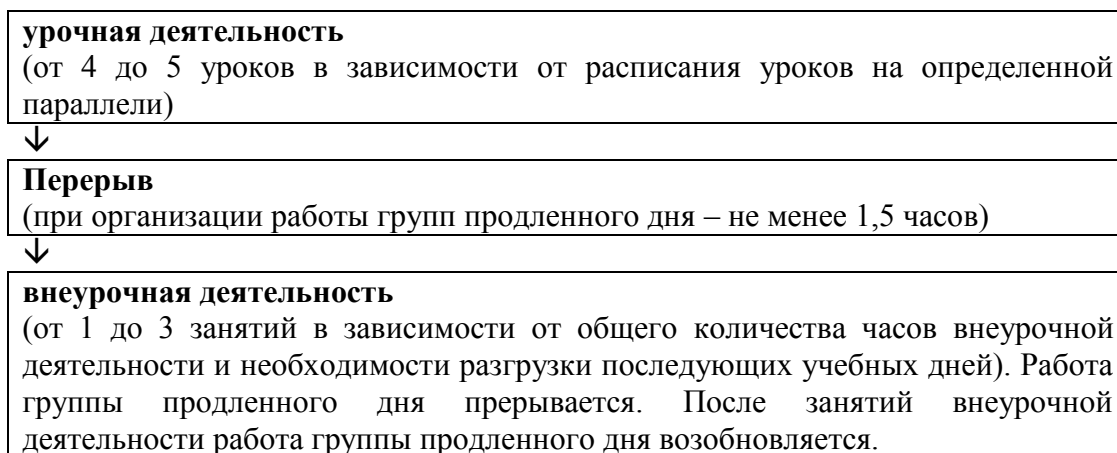 урочная деятельность
(от 4 до 5 уроков в зависимости от расписания уроков на определенной
параллели)
↓
Перерыв
(при организации работы групп продленного дня – не менее 1,5 часов)
↓
внеурочная деятельность
(от 1 до 3 занятий в зависимости от общего количества часов внеурочной
деятельности и необходимости разгрузки последующих учебных дней). Работа
группы продленного дня прерывается. После занятий внеурочной
деятельности работа группы продленного дня возобновляется.